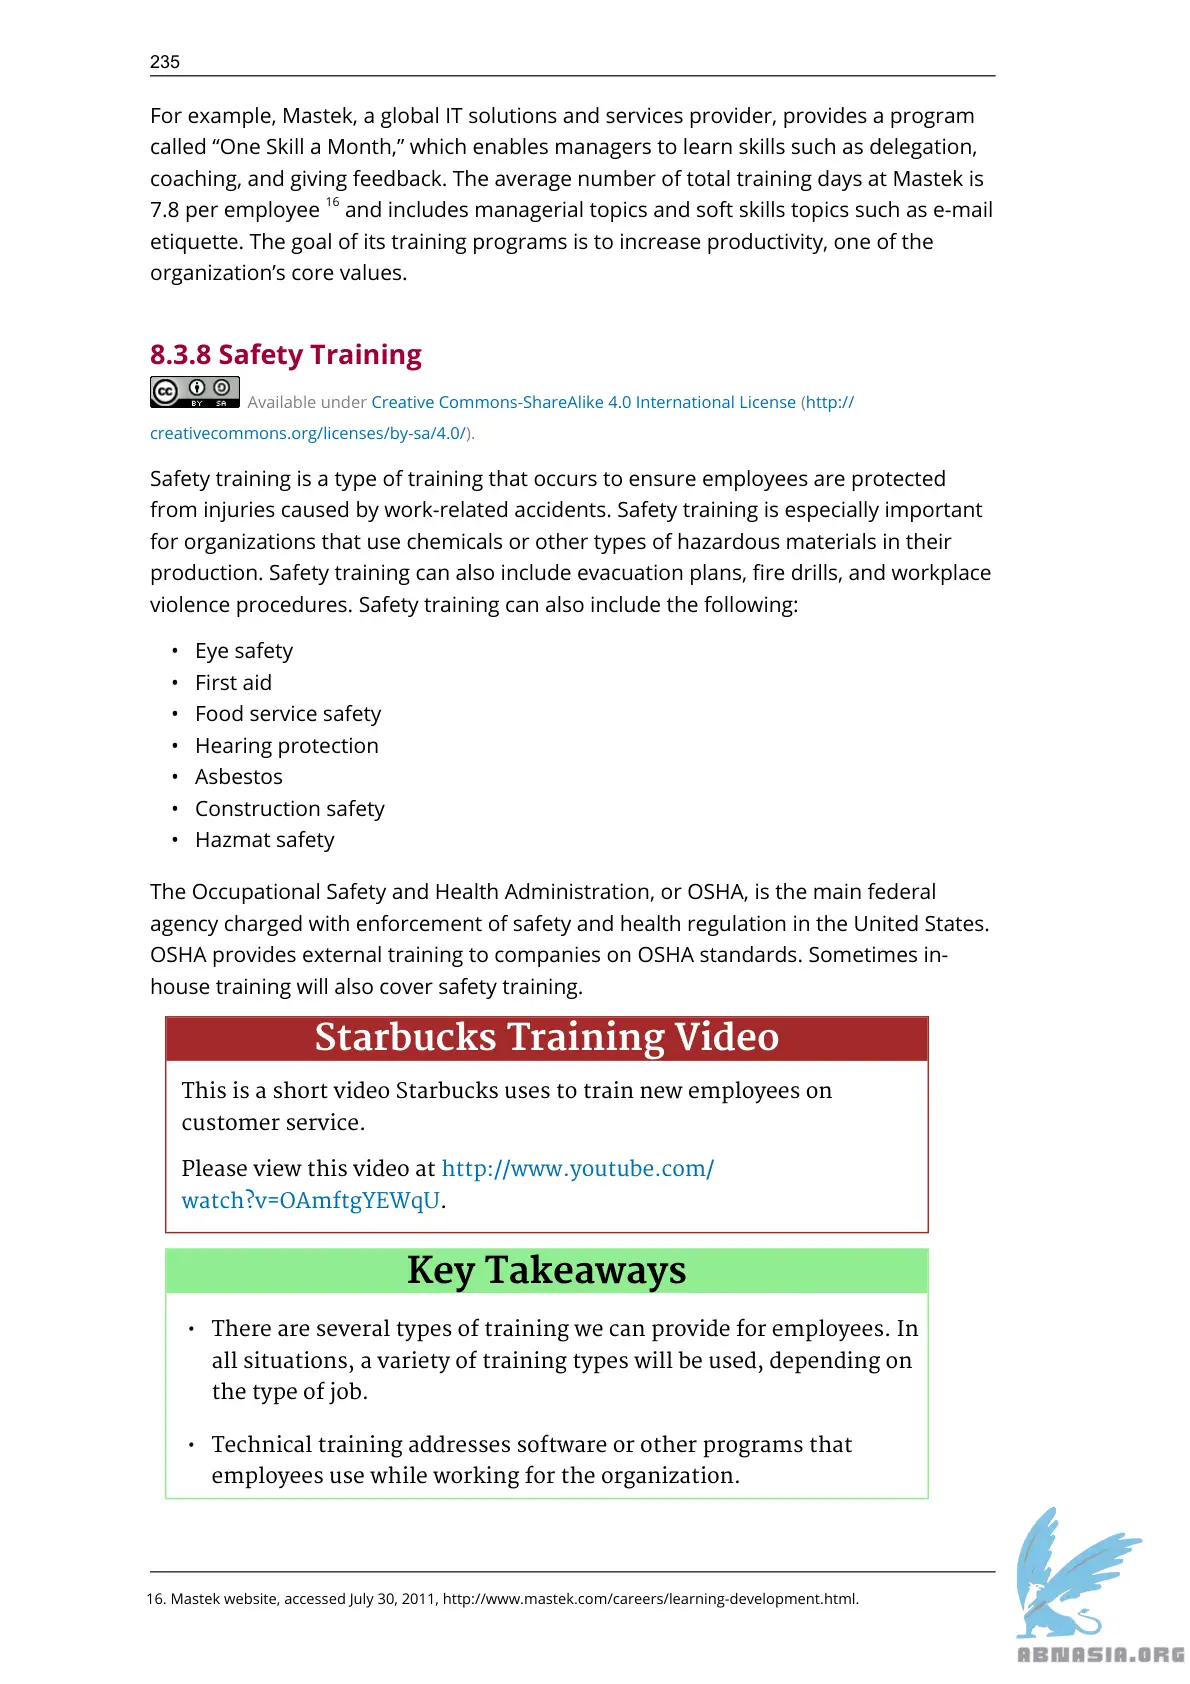 235
For example, Mastek, a global IT solutions and services provider, provides a program
called “One Skill a Month,” which enables managers to learn skills such as delegation,
coaching, and giving feedback. The average number of total training days at Mastek is
7.8 per employee 16 and includes managerial topics and soft skills topics such as e-mail
etiquette. The goal of its training programs is to increase productivity, one of the
organization’s core values.
8.3.8 Safety Training
cc BY SA Available under Creative Commons-ShareAlike 4.0 International License (http://
creativecommons.org/licenses/by-sa/4.0/).
Safety training is a type of training that occurs to ensure employees are protected
from injuries caused by work-related accidents. Safety training is especially important
for organizations that use chemicals or other types of hazardous materials in their
production. Safety training can also include evacuation plans, fire drills, and workplace
violence procedures. Safety training can also include the following:
• Eye safety
• First aid
• Food service safety
• Hearing protection
• Asbestos
• Construction safety
• Hazmat safety
The Occupational Safety and Health Administration, or OSHA, is the main federal
agency charged with enforcement of safety and health regulation in the United States.
OSHA provides external training to companies on OSHA standards. Sometimes in-
house training will also cover safety training.
Starbucks Training Video
This is a short video Starbucks uses to train new employees on
customer service.
Please view this video at http://www.youtube.com/
watch?v=OAmftgYEWqU.
Key Takeaways
• There are several types of training we can provide for employees. In
all situations, a variety of training types will be used, depending on
the type of job.
• Technical training addresses software or other programs that
employees use while working for the organization.
16. Mastek website, accessed July 30, 2011, http://www.mastek.com/careers/learning-development.html.
ABNASIA.ORG